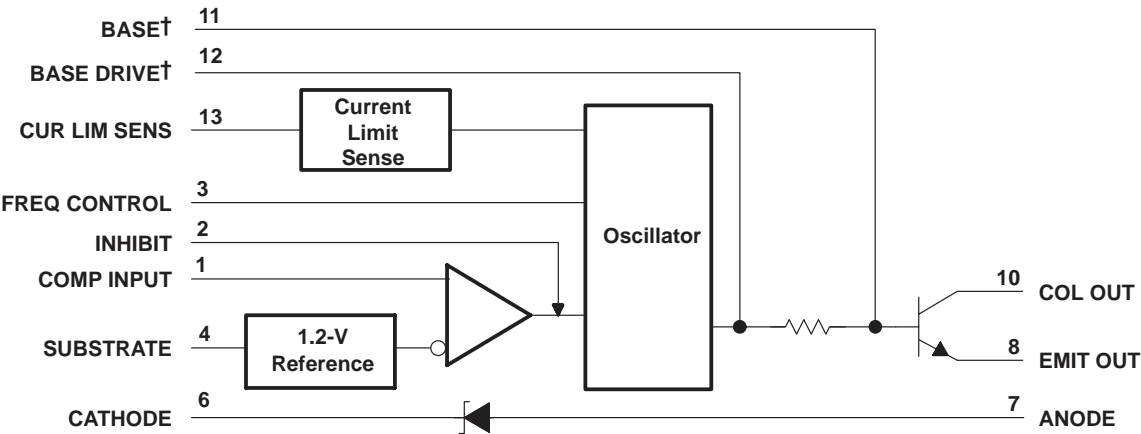 BASE† 11
BASE DRIVE† 12
CUR LIM SENS 13
Current
Limit
Sense
FREQ CONTROL 3
INHIBIT 2
COMP INPUT 1
Oscillator
SUBSTRATE 4
1.2-V
Reference
10 COL OUT
8 EMIT OUT
CATHODE 6
7 ANODE